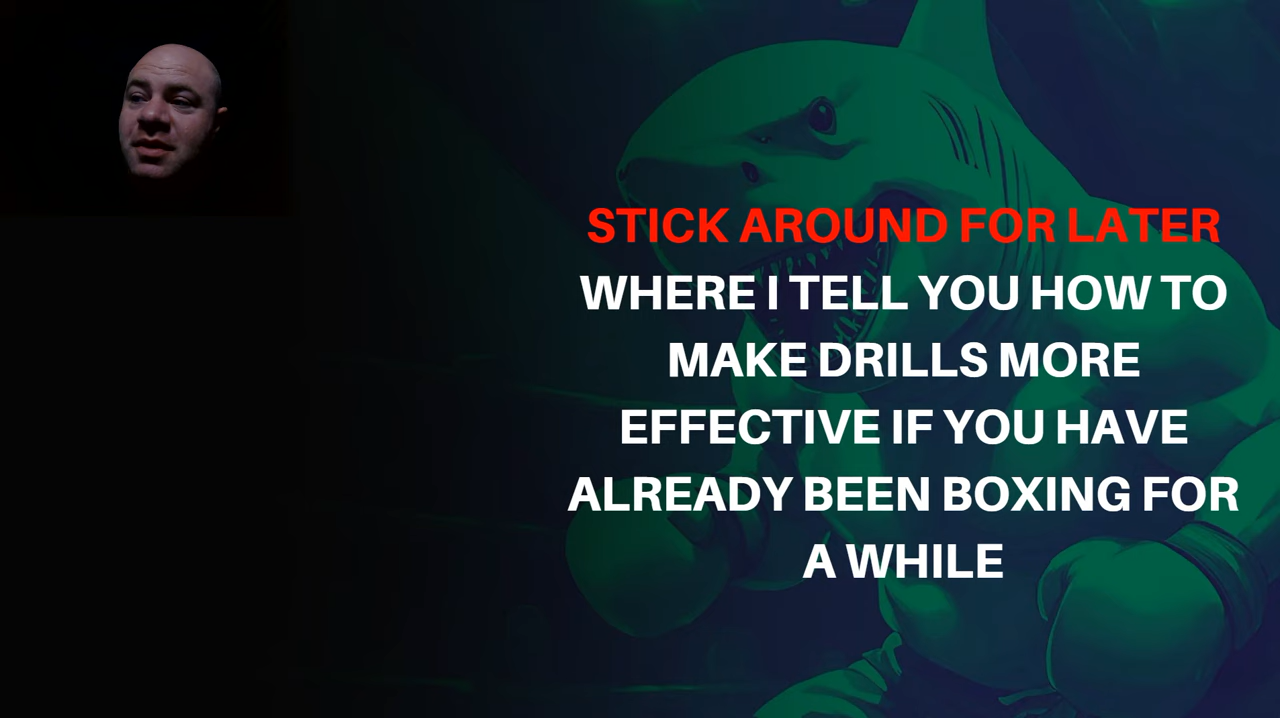 STICK AROUND FOR LATER
WHERE I TELL YOU HOW TO
MAKE DRILLS MORE
EFFECTIVE IF YOU HAVE
ALREADY BEEN BOXING FOR
A WHILE